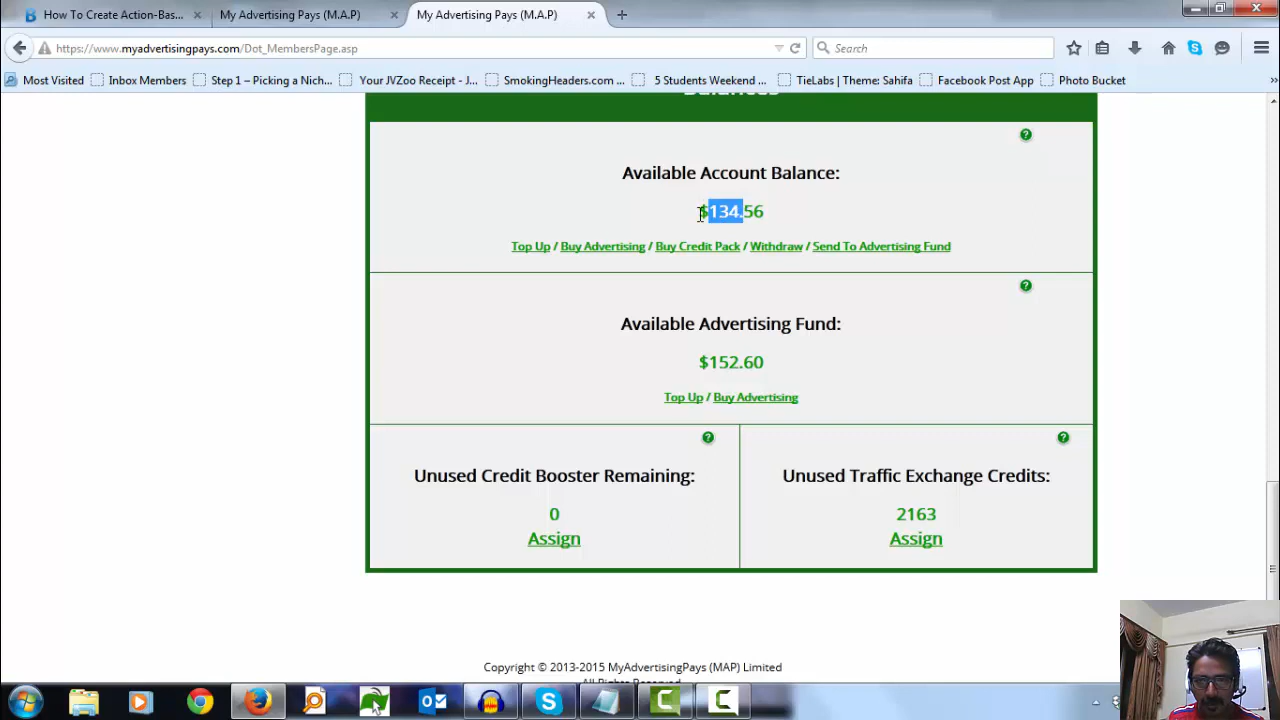 How To Create Action-Bas...
My Advertising Pays (M.A.P)
My Advertising Pays (M.A.P)
https://www.myadvertisingpays.com/Dot_MembersPage.asp
Search
Most Visited
Inbox Members
Step 1 – Picking a Nich...
Your JVZoo Receipt - J...
SmokingHeaders.com ...
5 Students Weekend ...
TieLabs | Theme: Sahifa
Facebook Post App
Photo Bucket
Available Account Balance:
$134.56
Top Up / Buy Advertising / Buy Credit Pack / Withdraw / Send To Advertising Fund
Available Advertising Fund:
$152.60
Top Up / Buy Advertising
Unused Credit Booster Remaining:
0
Assign
Unused Traffic Exchange Credits:
2163
Assign
Copyright © 2013-2015 MyAdvertisingPays (MAP) Limited